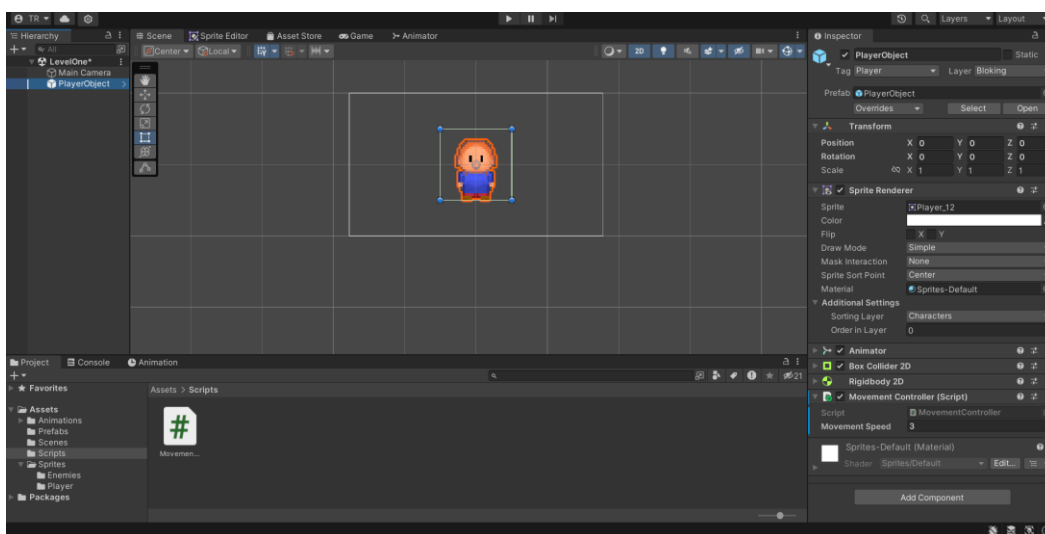 TR
Layers
Layout
Hierarchy
Scene
Sprite Editor
Asset Store
Game
Animator
Inspector
All
Center
Local
2D
LevelOne*
Main Camera
PlayerObject
PlayerObject
Static
Tag Player
Layer Bloking
Prefab PlayerObject
Overrides
Select
Open
Transform
Position X 0 Y 0 Z 0
Rotation X 0 Y 0 Z 0
Scale X 1 Y 1 Z 1
Sprite Renderer
Sprite Player_12
Color
Flip X Y
Draw Mode Simple
Mask Interaction None
Sprite Sort Point Center
Material Sprites-Default
Additional Settings
Sorting Layer Characters
Order in Layer 0
Animator
Box Collider 2D
Rigidbody 2D
Movement Controller (Script)
Script MovementController
Movement Speed 3
Sprites-Default (Material)
Shader Sprites/Default Edit...
Add Component
Project
Console
Animation
21
Favorites
Assets
Animations
Prefabs
Scenes
Scripts
Sprites
Enemies
Player
Packages
Assets > Scripts
#
Movemen...